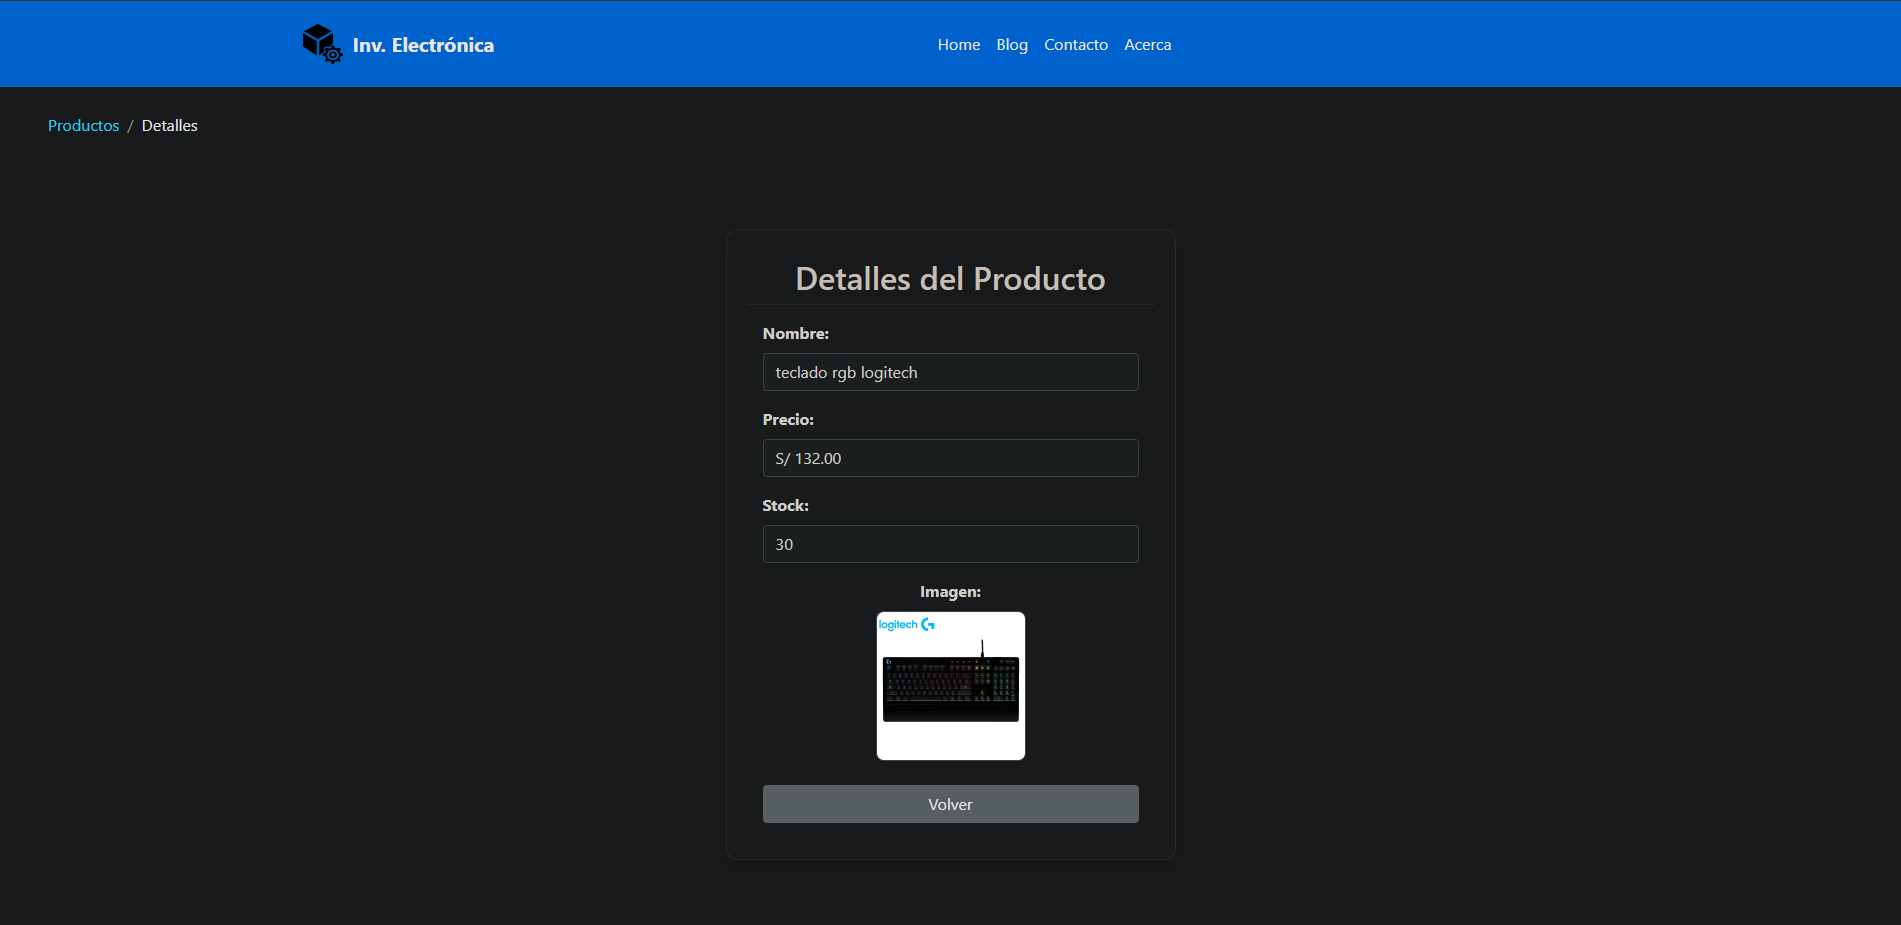 Inv. Electrónica
Home Blog Contacto Acerca
Productos / Detalles
Detalles del Producto
Nombre:
teclado rgb logitech
Precio:
S/ 132.00
Stock:
30
Imagen:
logitech G
Volver